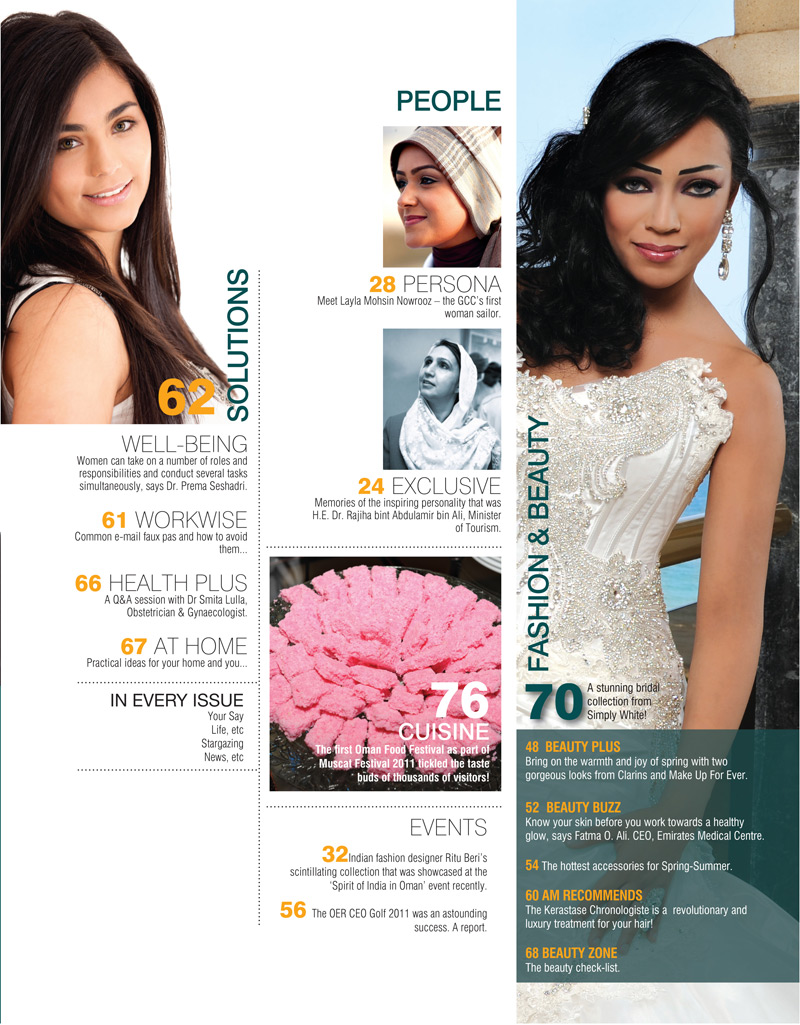 SOLUTIONS
62
WELL-BEING
Women can take on a number of roles and
responsibilities and conduct several tasks
simultaneously, says Dr. Prema Seshadri.
61 WORKWISE
Common e-mail faux pas and how to avoid
them...
66 HEALTH PLUS
A Q&A session with Dr Smita Lulla,
Obstetrician & Gynaecologist.
67 AT HOME
Practical ideas for your home and you...
IN EVERY ISSUE
Your Say
Life, etc
Stargazing
News, etc
PEOPLE
28 PERSONA
Meet Layla Mohsin Nowrooz – the GCC's first
woman sailor.
24 EXCLUSIVE
Memories of the inspiring personality that was
H.E. Dr. Rajiha bint Abdulamir bin Ali, Minister
of Tourism.
76
CUISINE
The first Oman Food Festival as part of
Muscat Festival 2011 tickled the taste
buds of thousands of visitors!
EVENTS
32 Indian fashion designer Ritu Beri's
scintillating collection that was showcased at the
'Spirit of India in Oman' event recently.
56 The OER CEO Golf 2011 was an astounding
success. A report.
FASHION & BEAUTY
70
A stunning bridal
collection from
Simply White!
48 BEAUTY PLUS
Bring on the warmth and joy of spring with two
gorgeous looks from Clarins and Make Up For Ever.
52 BEAUTY BUZZ
Know your skin before you work towards a healthy
glow, says Fatma O. Ali. CEO, Emirates Medical Centre.
54 The hottest accessories for Spring-Summer.
60 AM RECOMMENDS
The Kerastase Chronologiste is a revolutionary and
luxury treatment for your hair!
68 BEAUTY ZONE
The beauty check-list.